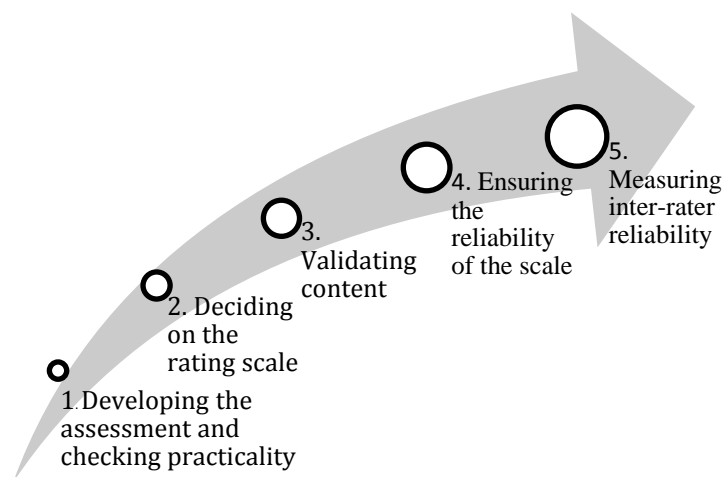 1.Developing the
assessment and
checking practicality
2. Deciding
on the
rating scale
3.
Validating
content
4. Ensuring
the
reliability
of the scale
5.
Measuring
inter-rater
reliability